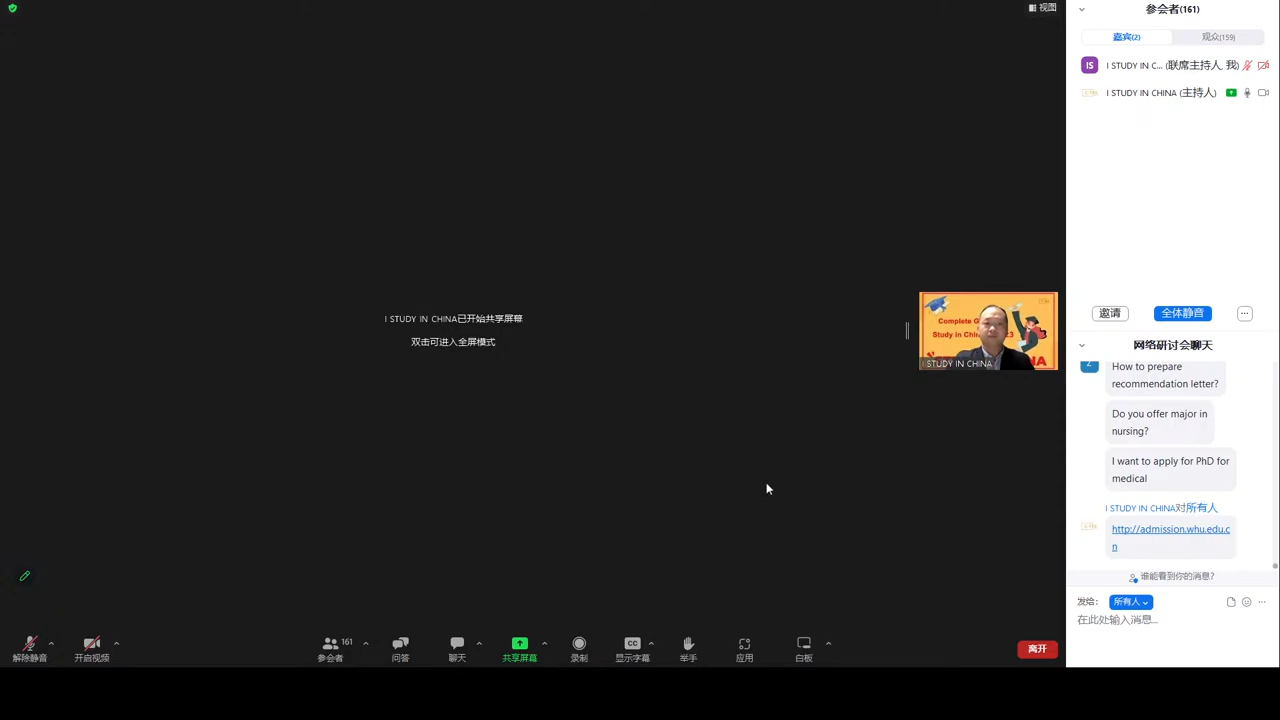 视图
I STUDY IN CHINA已开始共享屏幕
双击可进入全屏模式
Complete G
Study in Chin 23
I STUDY IN CHINA
解除静音
开启视频
161
参会者
问答
聊天
共享屏幕
录制
CC
显示字幕
举手
应用
白板
离开
参会者(161)
嘉宾(2)
观众(159)
IS
I STUDY IN C... (联席主持人, 我)
I STUDY IN CHINA (主持人)
邀请
全体静音
网络研讨会聊天
How to prepare
recommendation letter?
Do you offer major in
nursing?
I want to apply for PhD for
medical
I STUDY IN CHINA对所有人
http://admission.whu.edu.c
n
谁能看到你的消息?
发给:
所有人
在此处输入消息...